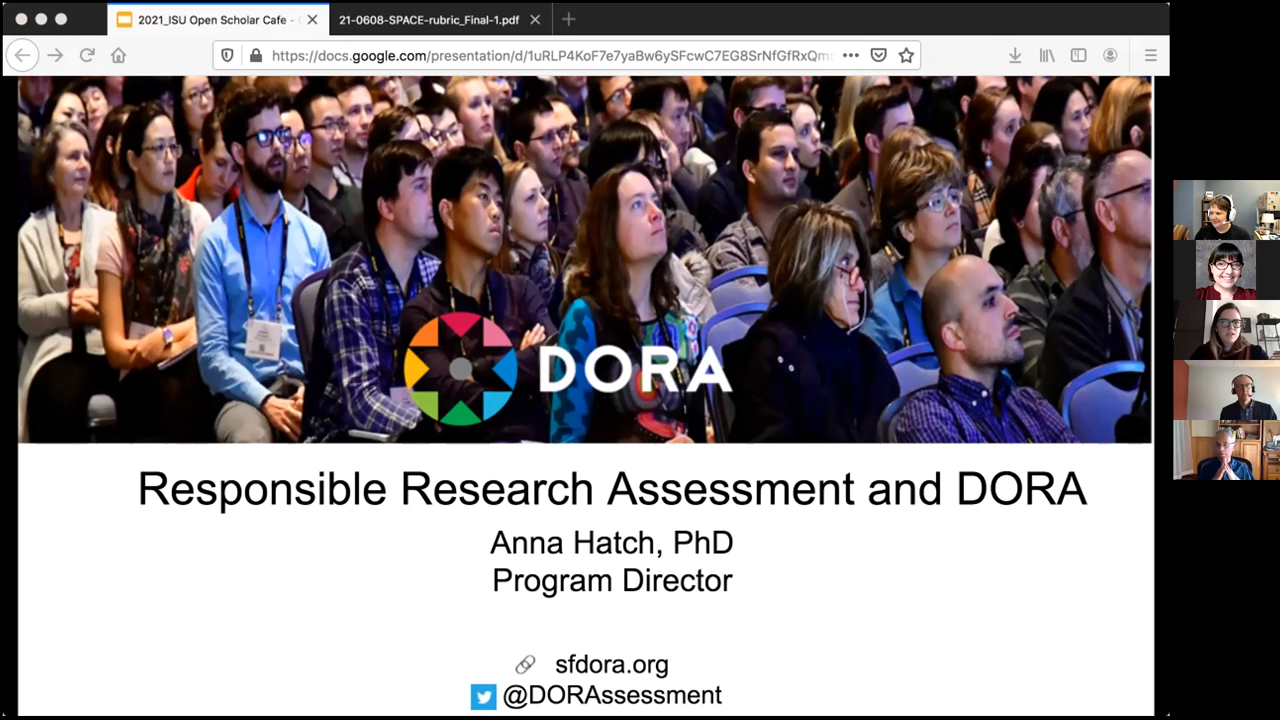 2021_ISU Open Scholar Cafe -
21-0608-SPACE-rubric_Final-1.pdf
https://docs.google.com/presentation/d/1uRLP4KoF7e7yaBw6ySFcwC7EG8SrNfGfRxQm
DORA
Responsible Research Assessment and DORA
Anna Hatch, PhD
Program Director
sfdora.org
@DORAssessment